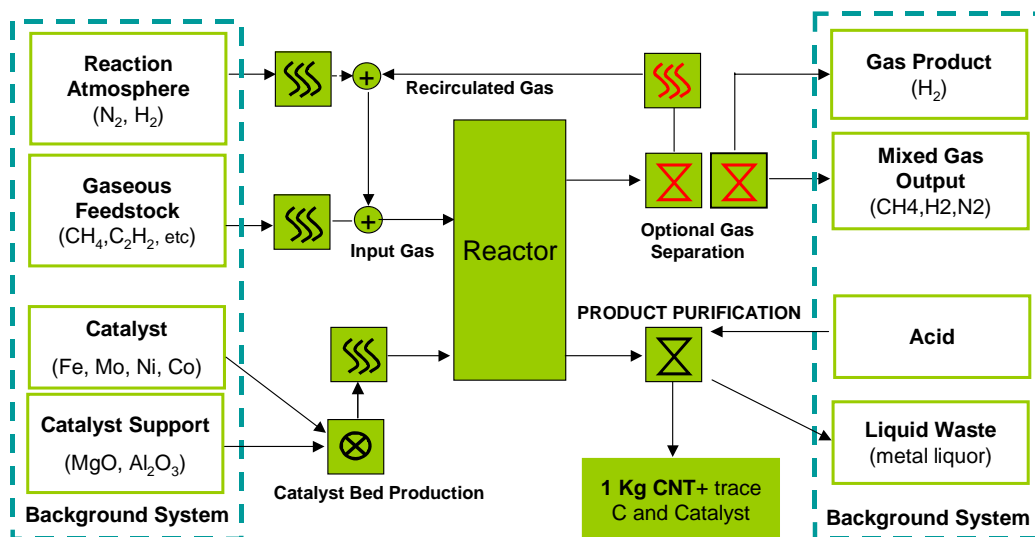 Reaction
Atmosphere
(N₂, H₂)
Gaseous
Feedstock
(CH₄,C₂H₂, etc)
Catalyst
(Fe, Mo, Ni, Co)
Catalyst Support
(MgO, Al₂O₃)
Background System
+
Recirculated Gas
+
Input Gas
Catalyst Bed Production
Reactor
Optional Gas
Separation
PRODUCT PURIFICATION
1 Kg CNT+ trace
C and Catalyst
Gas Product
(H₂)
Mixed Gas
Output
(CH4,H2,N2)
Acid
Liquid Waste
(metal liquor)
Background System